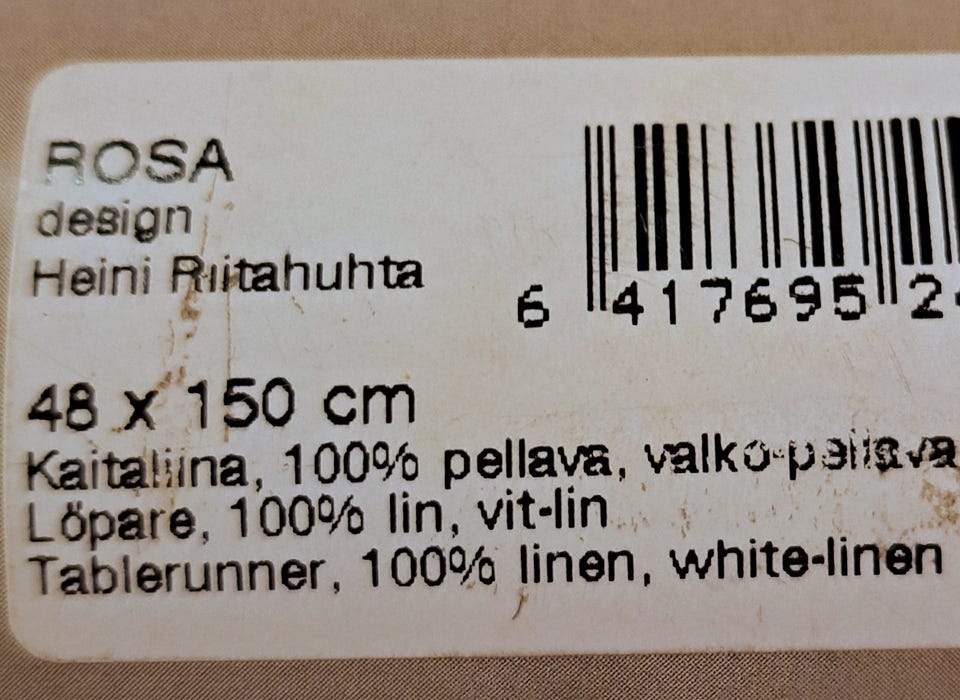 ROSA
design
Heini Riitahuhta
6 417695 2
48 x 150 cm
Kaitaliina, 100% pellava, valko-pellava
Löpare, 100% lin, vit-lin
Tablerunner, 100% linen, white-linen